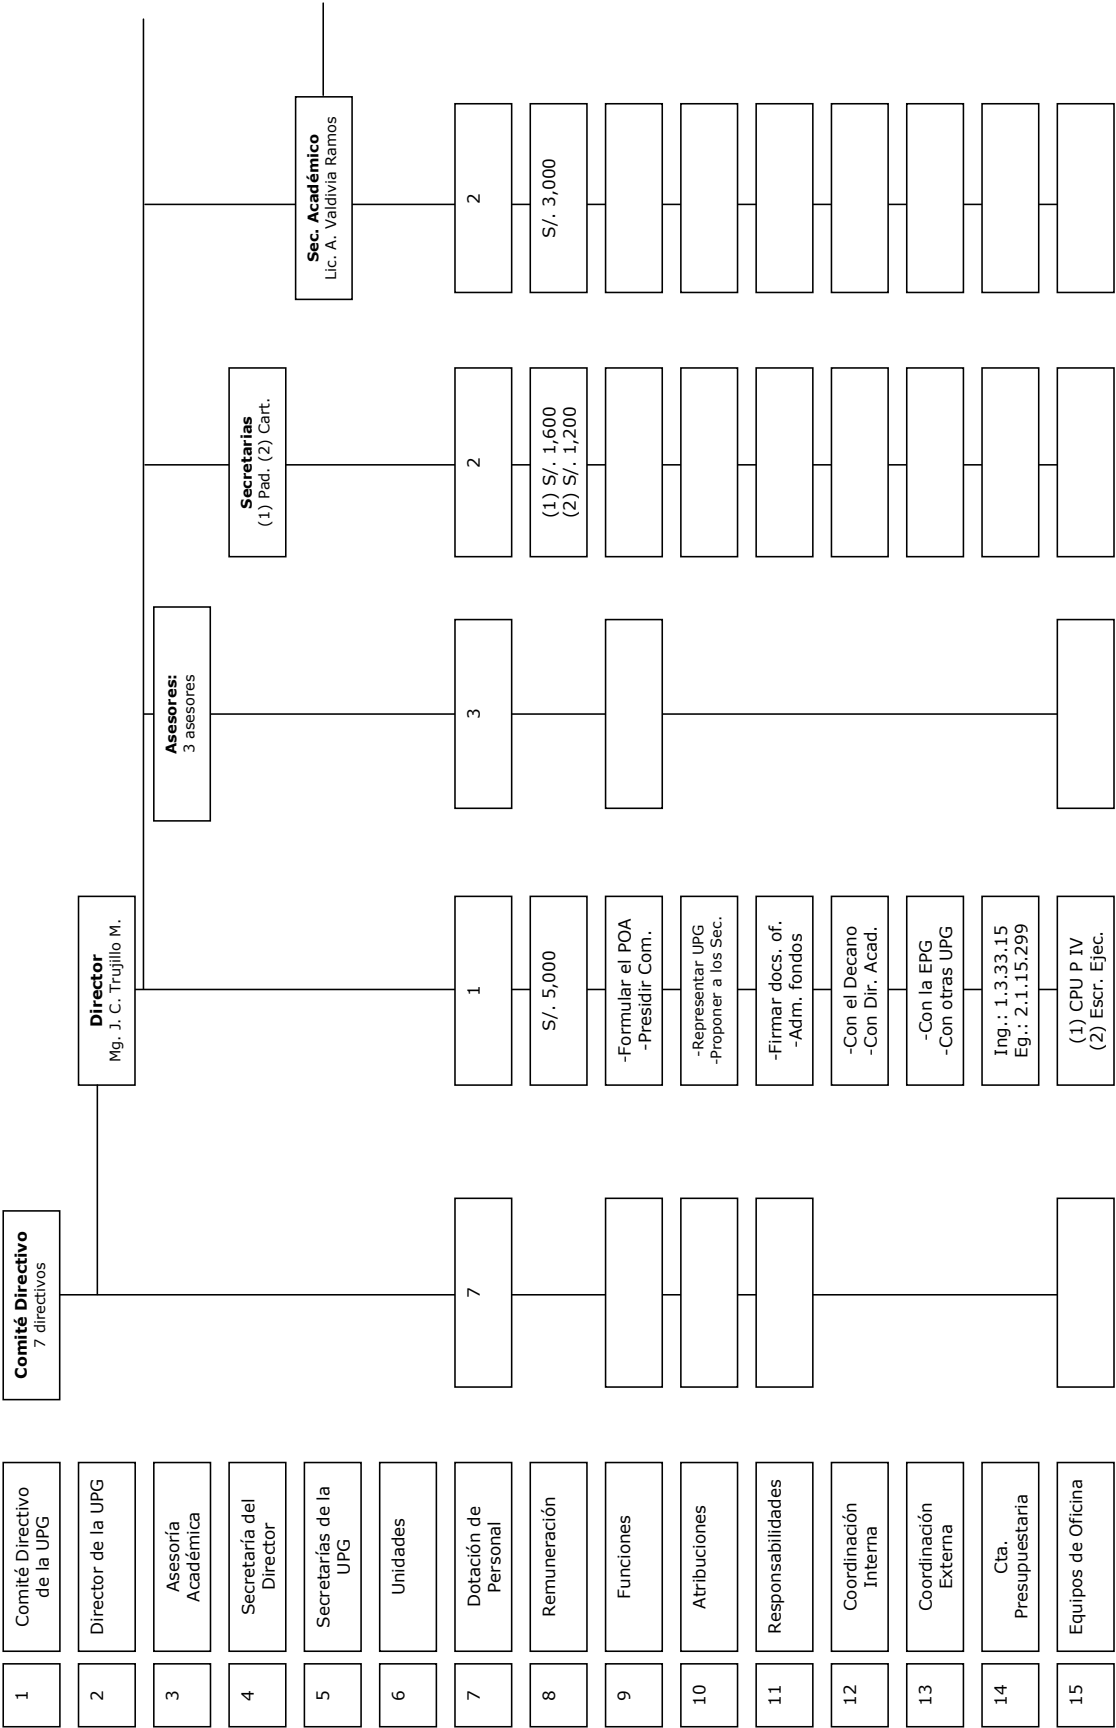 1
Comité Directivo
de la UPG
Comité Directivo
7 directivos
2
Director de la UPG
Director
Mg. J. C. Trujillo M.
3
Asesoría
Académica
Asesores:
3 asesores
4
Secretaría del
Director
Secretarias
(1) Pad. (2) Cart.
5
Secretarías de la
UPG
Sec. Académico
Lic. A. Valdivia Ramos
6
Unidades
7
Dotación de
Personal
7
1
3
2
2
8
Remuneración
S/. 5,000
(1) S/. 1,600
(2) S/. 1,200
S/. 3,000
9
Funciones
-Formular el POA
-Presidir Com.
10
Atribuciones
-Representar UPG
-Proponer a los Sec.
11
Responsabilidades
-Firmar docs. of.
-Adm. fondos
12
Coordinación
Interna
-Con el Decano
-Con Dir. Acad.
13
Coordinación
Externa
-Con la EPG
-Con otras UPG
14
Cta.
Presupuestaria
Ing.: 1.3.33.15
Eg.: 2.1.15.299
15
Equipos de Oficina
(1) CPU P IV
(2) Escr. Ejec.